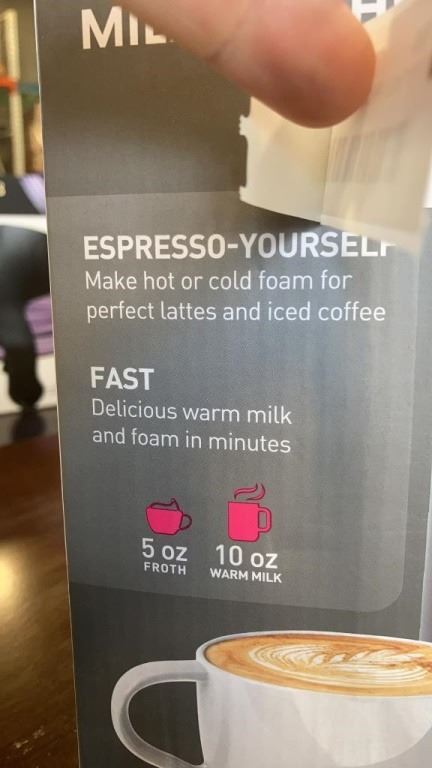 ESPRESSO-YOURSELF
Make hot or cold foam for
perfect lattes and iced coffee
FAST
Delicious warm milk
and foam in minutes
5 oz 10 oz
FROTH WARM MILK